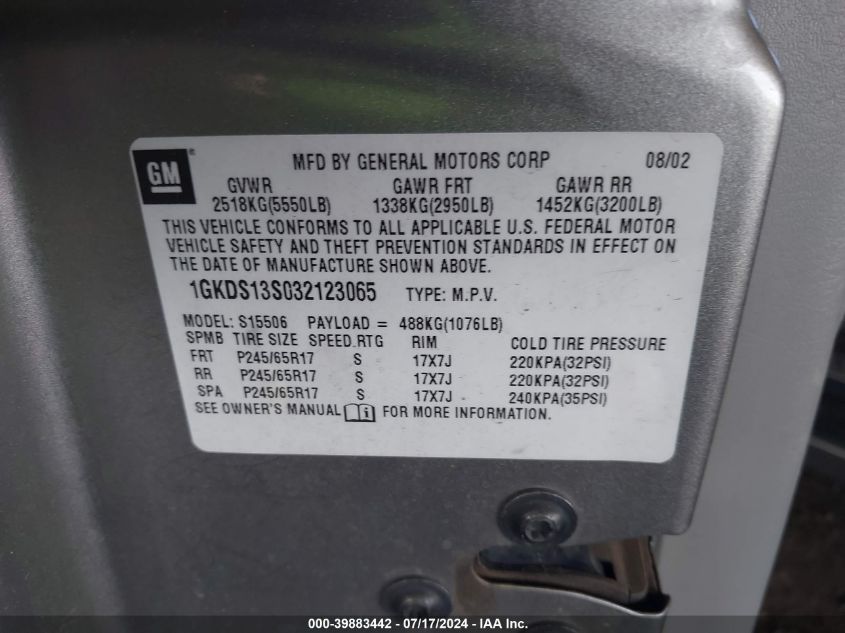 GM
MFD BY GENERAL MOTORS CORP 08/02
GVWR GAWR FRT GAWR RR
2518KG(5550LB) 1338KG(2950LB) 1452KG(3200LB)
THIS VEHICLE CONFORMS TO ALL APPLICABLE U.S. FEDERAL MOTOR
VEHICLE SAFETY AND THEFT PREVENTION STANDARDS IN EFFECT ON
THE DATE OF MANUFACTURE SHOWN ABOVE.
1GKDS13S032123065 TYPE: M.P.V.
MODEL: S15506 PAYLOAD = 488KG(1076LB)
SPMB TIRE SIZE SPEED RTG RIM COLD TIRE PRESSURE
FRT P245/65R17 S 17X7J 220KPA(32PSI)
RR P245/65R17 S 17X7J 220KPA(32PSI)
SPA P245/65R17 S 17X7J 240KPA(35PSI)
SEE OWNER'S MANUAL FOR MORE INFORMATION.
000-39883442 - 07/17/2024 - IAA Inc.